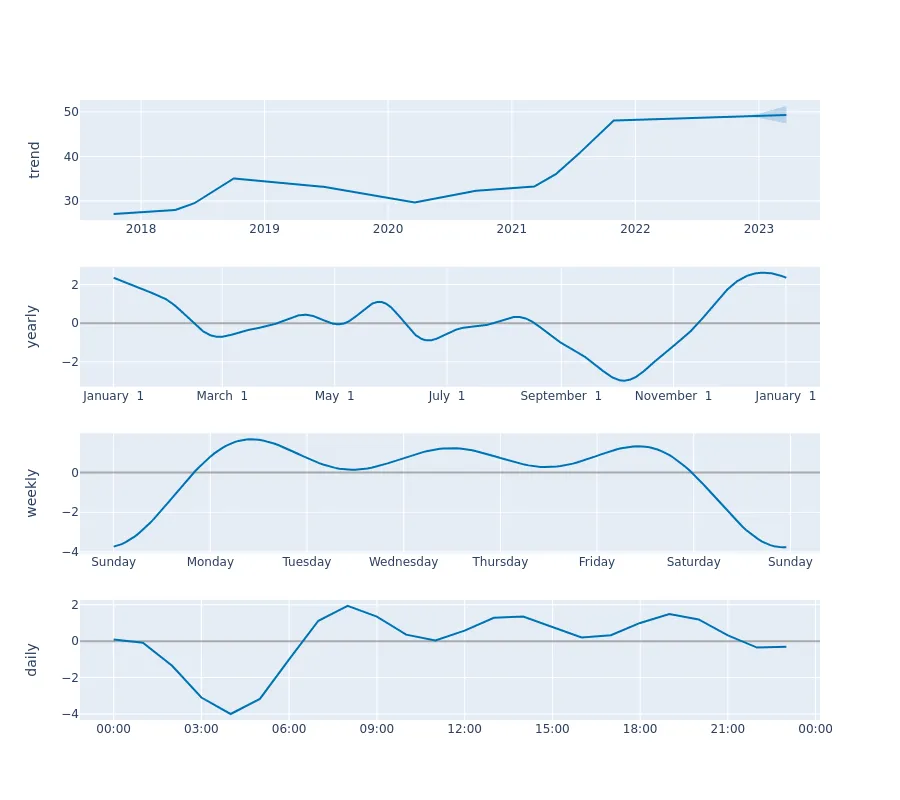 trend
50
40
30
2018 2019 2020 2021 2022 2023
yearly
2
0
−2
January 1 March 1 May 1 July 1 September 1 November 1 January 1
weekly
0
−2
−4
Sunday Monday Tuesday Wednesday Thursday Friday Saturday Sunday
daily
2
0
−2
−4
00:00 03:00 06:00 09:00 12:00 15:00 18:00 21:00 00:00